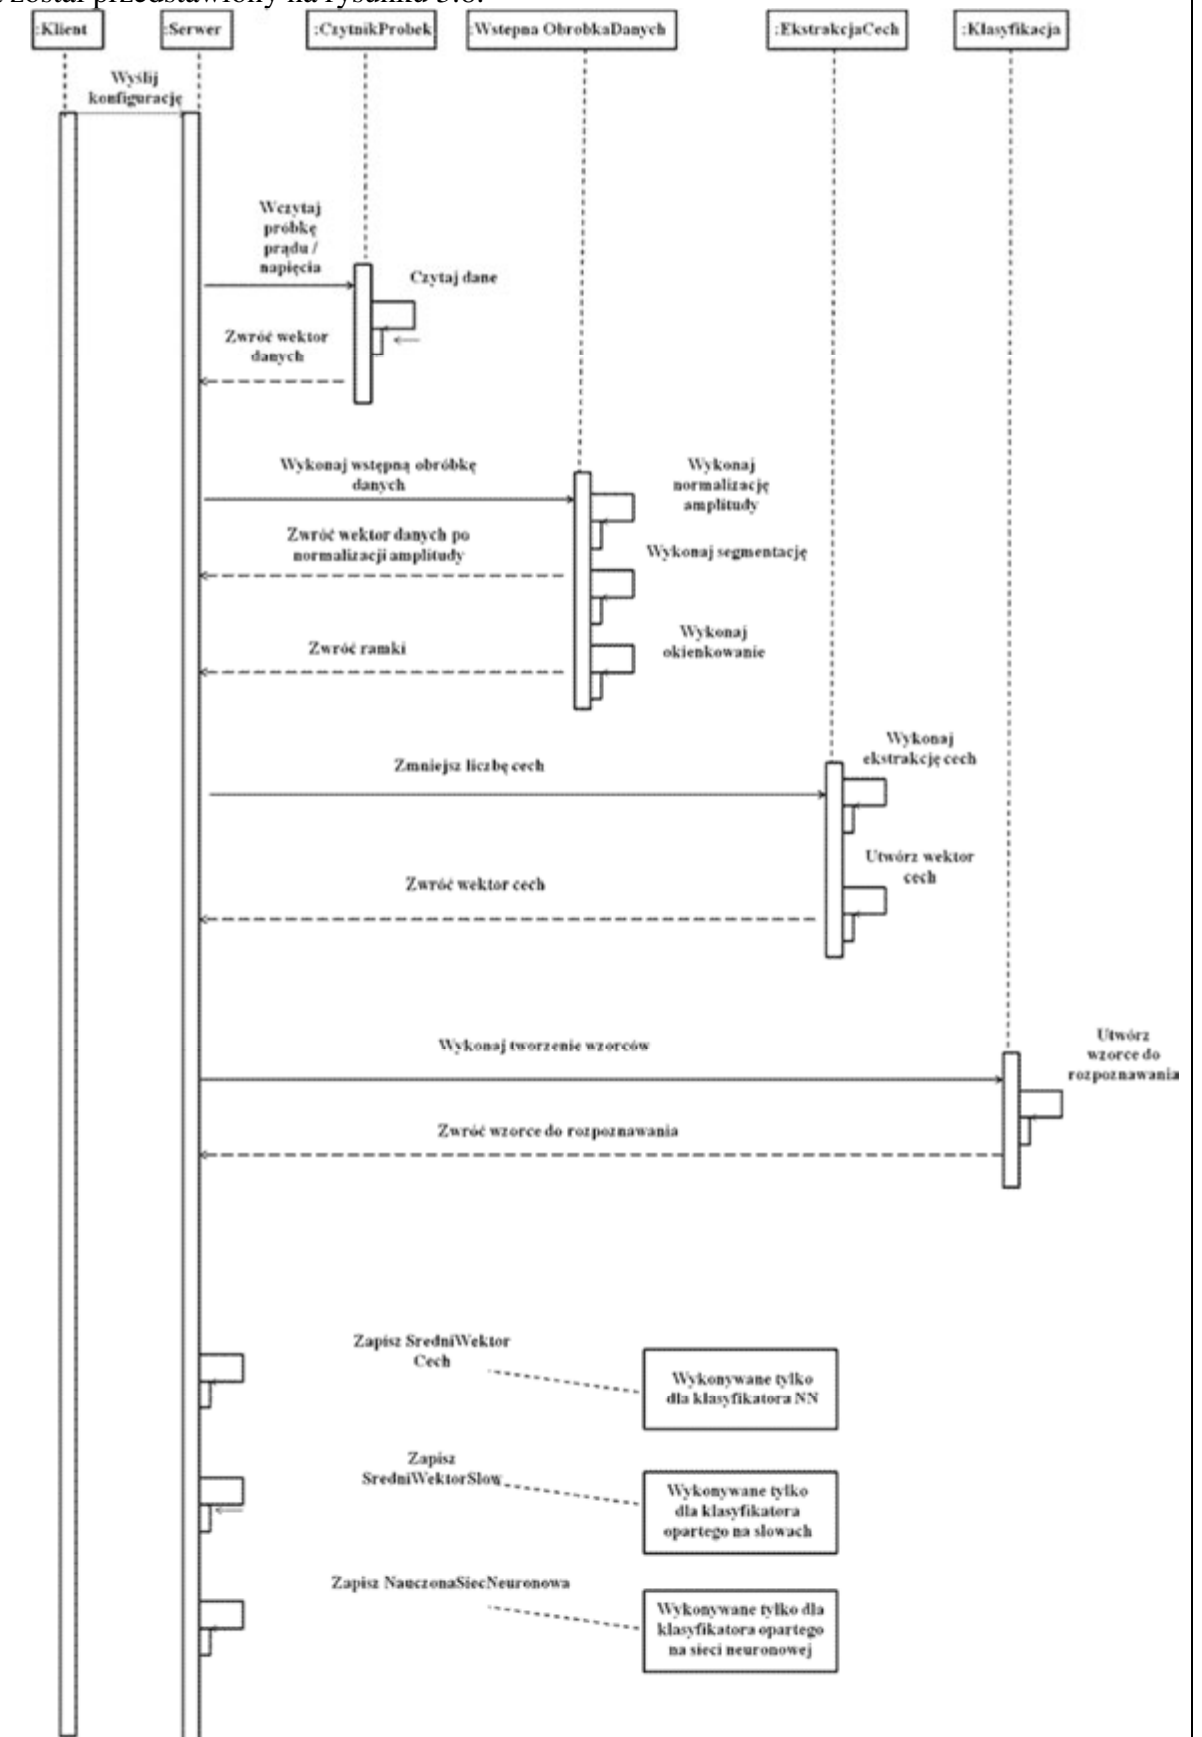 został przedstawiony na rysunku 5.8.
:Klient
:Serwer
:CzytnikProbek
:Wstepna ObrobkaDanych
:EkstrakcjaCech
:Klasyfikacja
Wyślij
konfigurację
Wczytaj
próbkę
prądu /
napięcia
Czytaj dane
Zwróć wektor
danych
Wykonaj wstępną obróbkę
danych
Wykonaj
normalizację
amplitudy
Zwróć wektor danych po
normalizacji amplitudy
Wykonaj segmentację
Zwróć ramki
Wykonaj
okienkowanie
Zmniejsz liczbę cech
Wykonaj
ekstrakcję cech
Utwórz wektor
cech
Zwróć wektor cech
Wykonaj tworzenie wzorców
Utwórz
wzorce do
rozpoznawania
Zwróć wzorce do rozpoznawania
Zapisz SredniWektor
Cech
Wykonywane tylko
dla klasyfikatora NN
Zapisz
SredniWektorSlow
Wykonywane tylko
dla klasyfikatora
opartego na slowach
Zapisz NauczonaSiecNeuronowa
Wykonywane tylko dla
klasyfikatora opartego
na sieci neuronowej